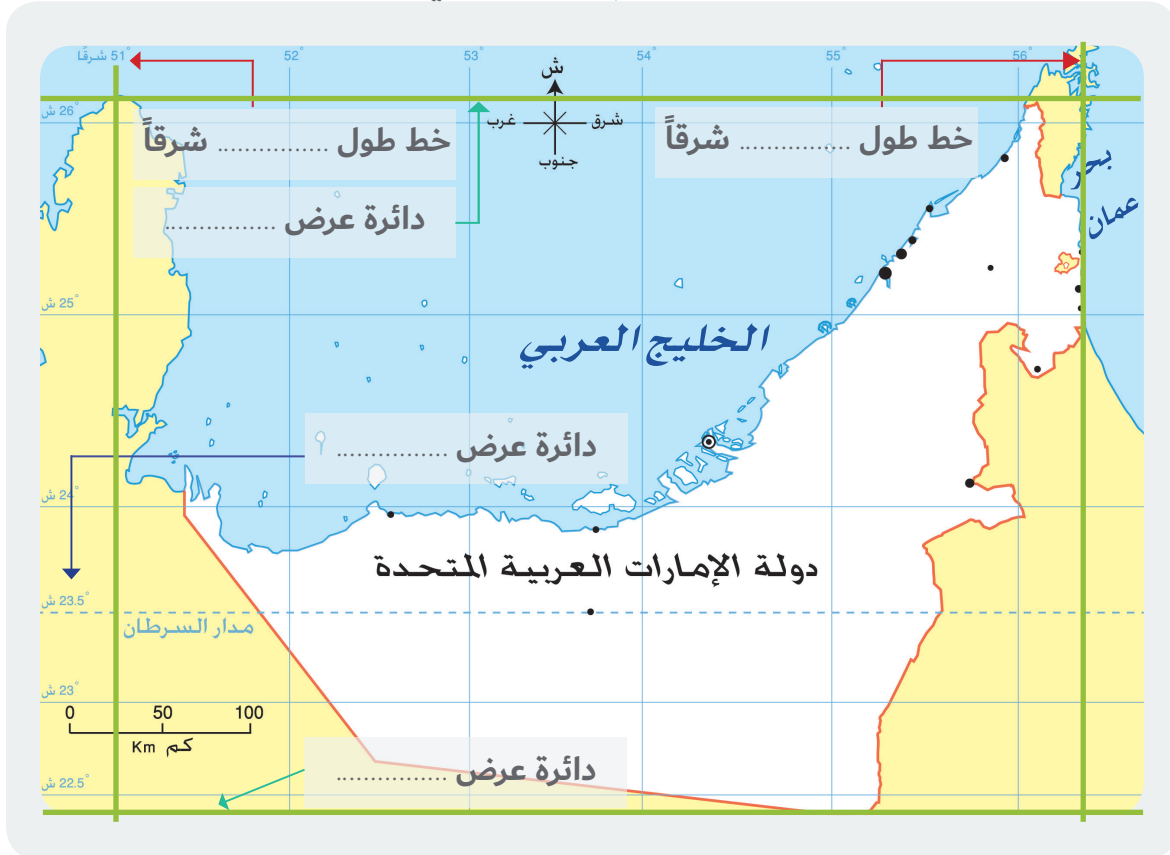 51° شرقًا
52°
53°
54°
55°
56°
ش
غرب
شرق
جنوب
26° ش
خط طول ................ شرقاً
خط طول ................ شرقاً
دائرة عرض ................
بحر
عمان
25° ش
الخليج العربي
دائرة عرض ................
24° ش
دولة الإمارات العربية المتحدة
23.5° ش
مدار السرطان
23° ش
0 50 100
Km كم
دائرة عرض ................
22.5° ش